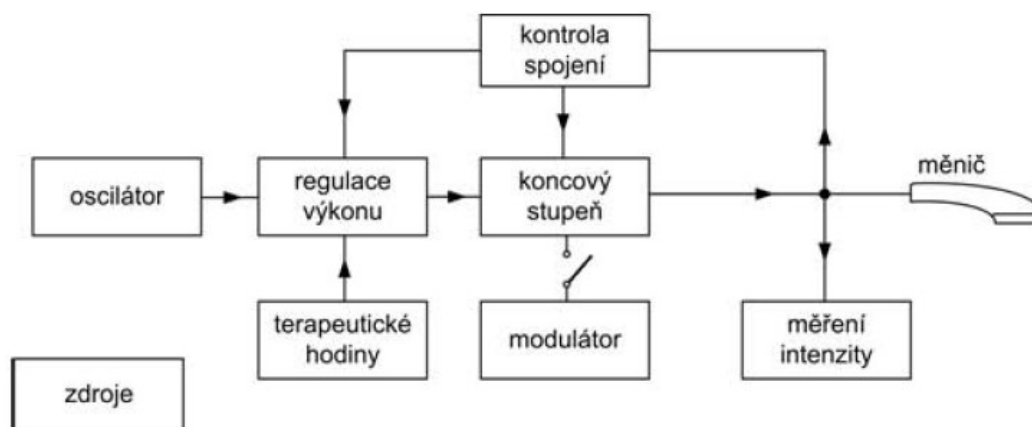 kontrola
spojení
měnič
oscilátor
regulace
výkonu
koncový
stupeň
terapeutické
hodiny
modulátor
měření
intenzity
zdroje